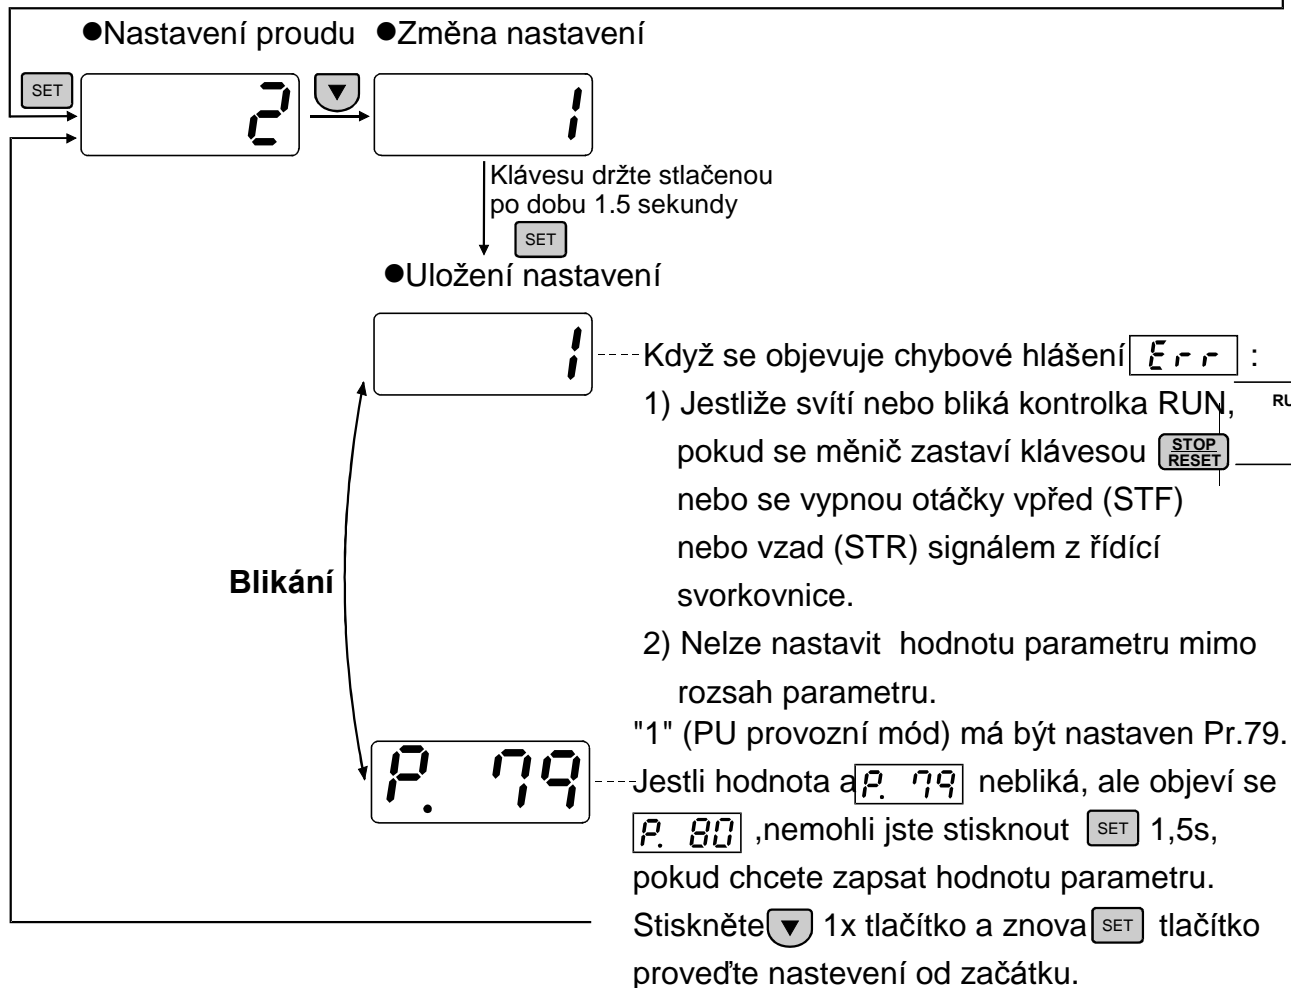 ●Nastavení proudu ●Změna nastavení
SET 2 ▼ 1
Klávesu držte stlačenou
po dobu 1.5 sekundy
SET
●Uložení nastavení
1
Když se objevuje chybové hlášení Err :
1) Jestliže svítí nebo bliká kontrolka RUN,
pokud se měnič zastaví klávesou STOP RESET
nebo se vypnou otáčky vpřed (STF)
nebo vzad (STR) signálem z řídící
svorkovnice.
Blikání
2) Nelze nastavit hodnotu parametru mimo
rozsah parametru.
"1" (PU provozní mód) má být nastaven Pr.79.
P. 79
Jestli hodnota a P. 79 nebliká, ale objeví se
P. 80 ,nemohli jste stisknout SET 1,5s,
pokud chcete zapsat hodnotu parametru.
Stiskněte ▼ 1x tlačítko a znova SET tlačítko
proveďte nastevení od začátku.